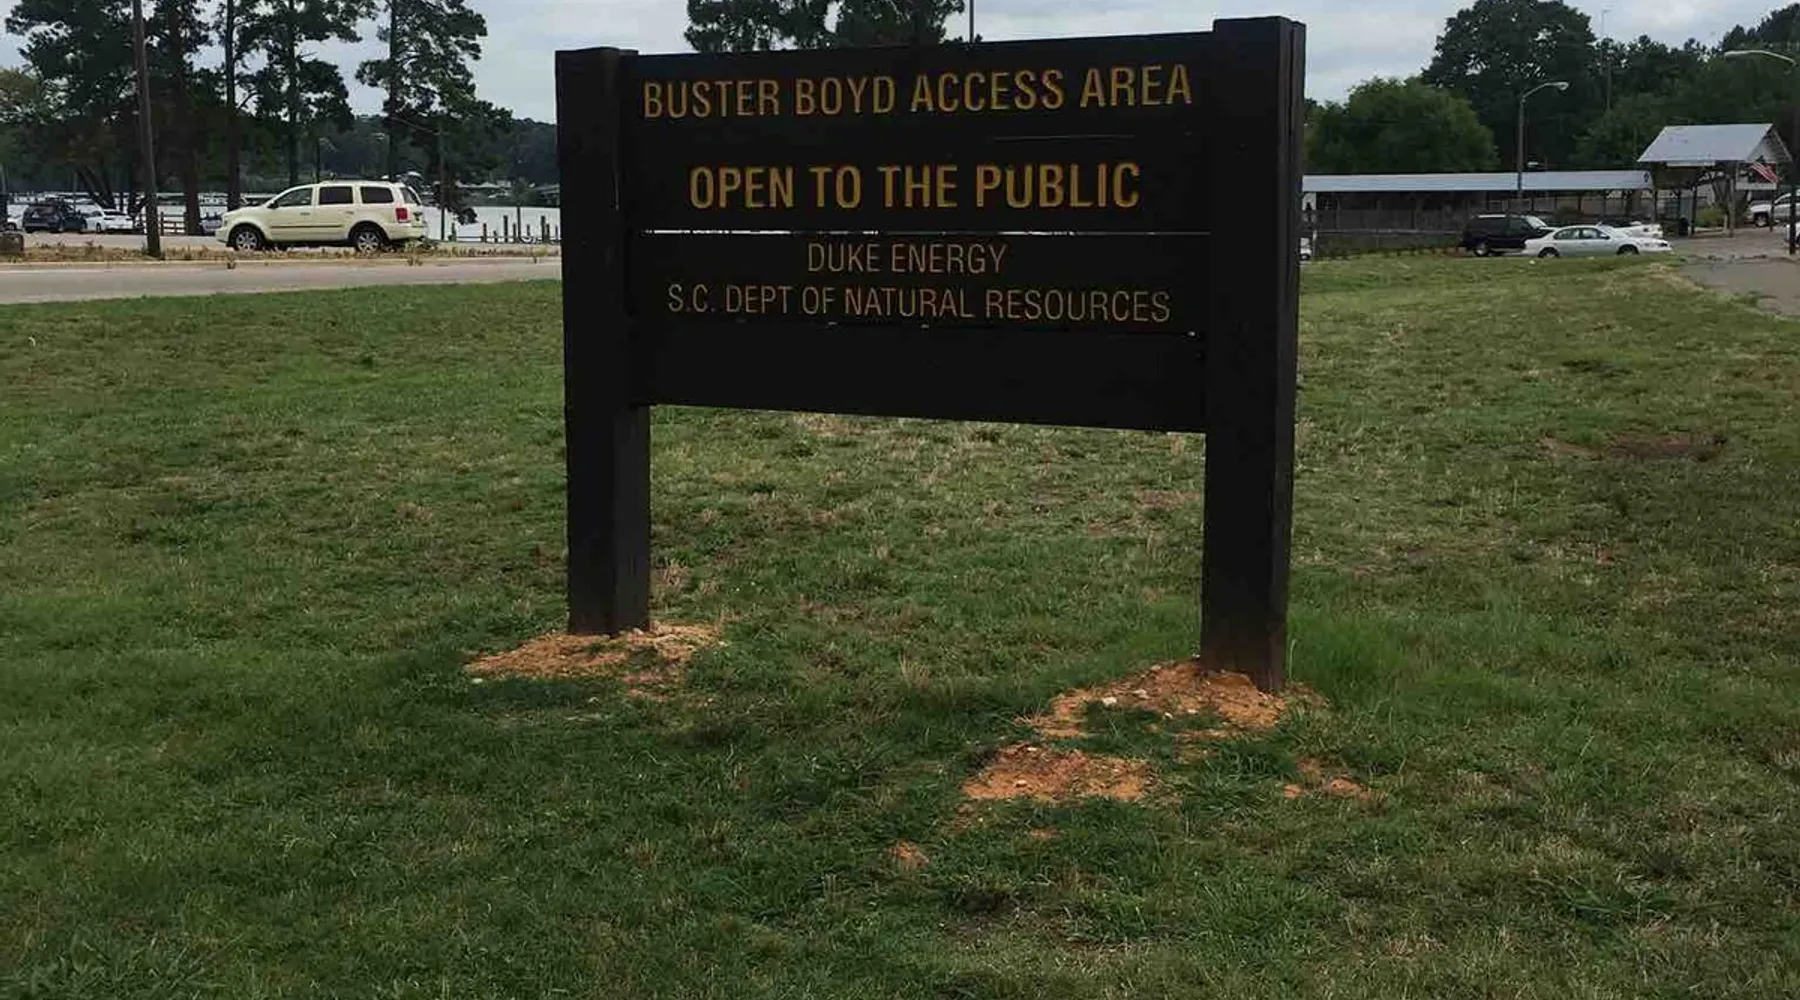 BUSTER BOYD ACCESS AREA
OPEN TO THE PUBLIC
DUKE ENERGY
S.C. DEPT OF NATURAL RESOURCES